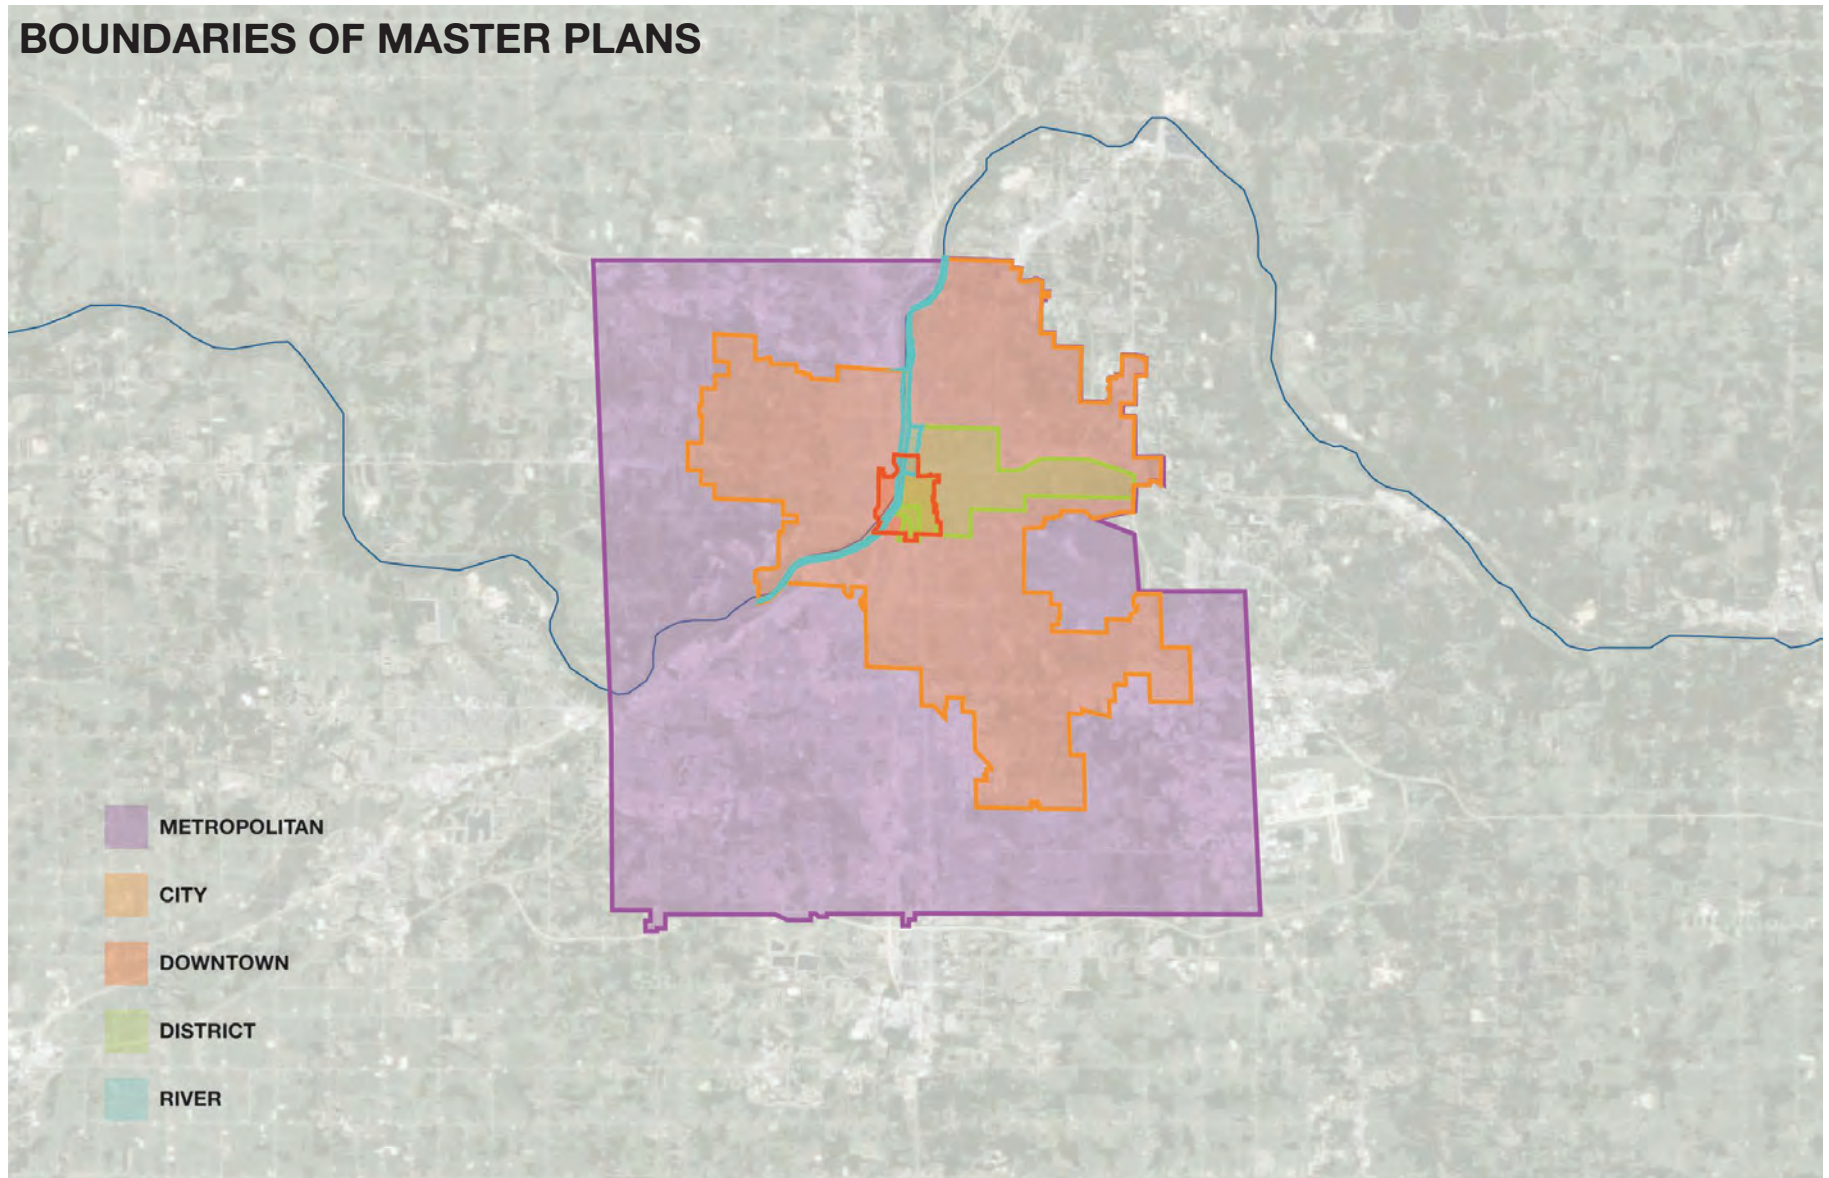 BOUNDARIES OF MASTER PLANS
METROPOLITAN
CITY
DOWNTOWN
DISTRICT
RIVER